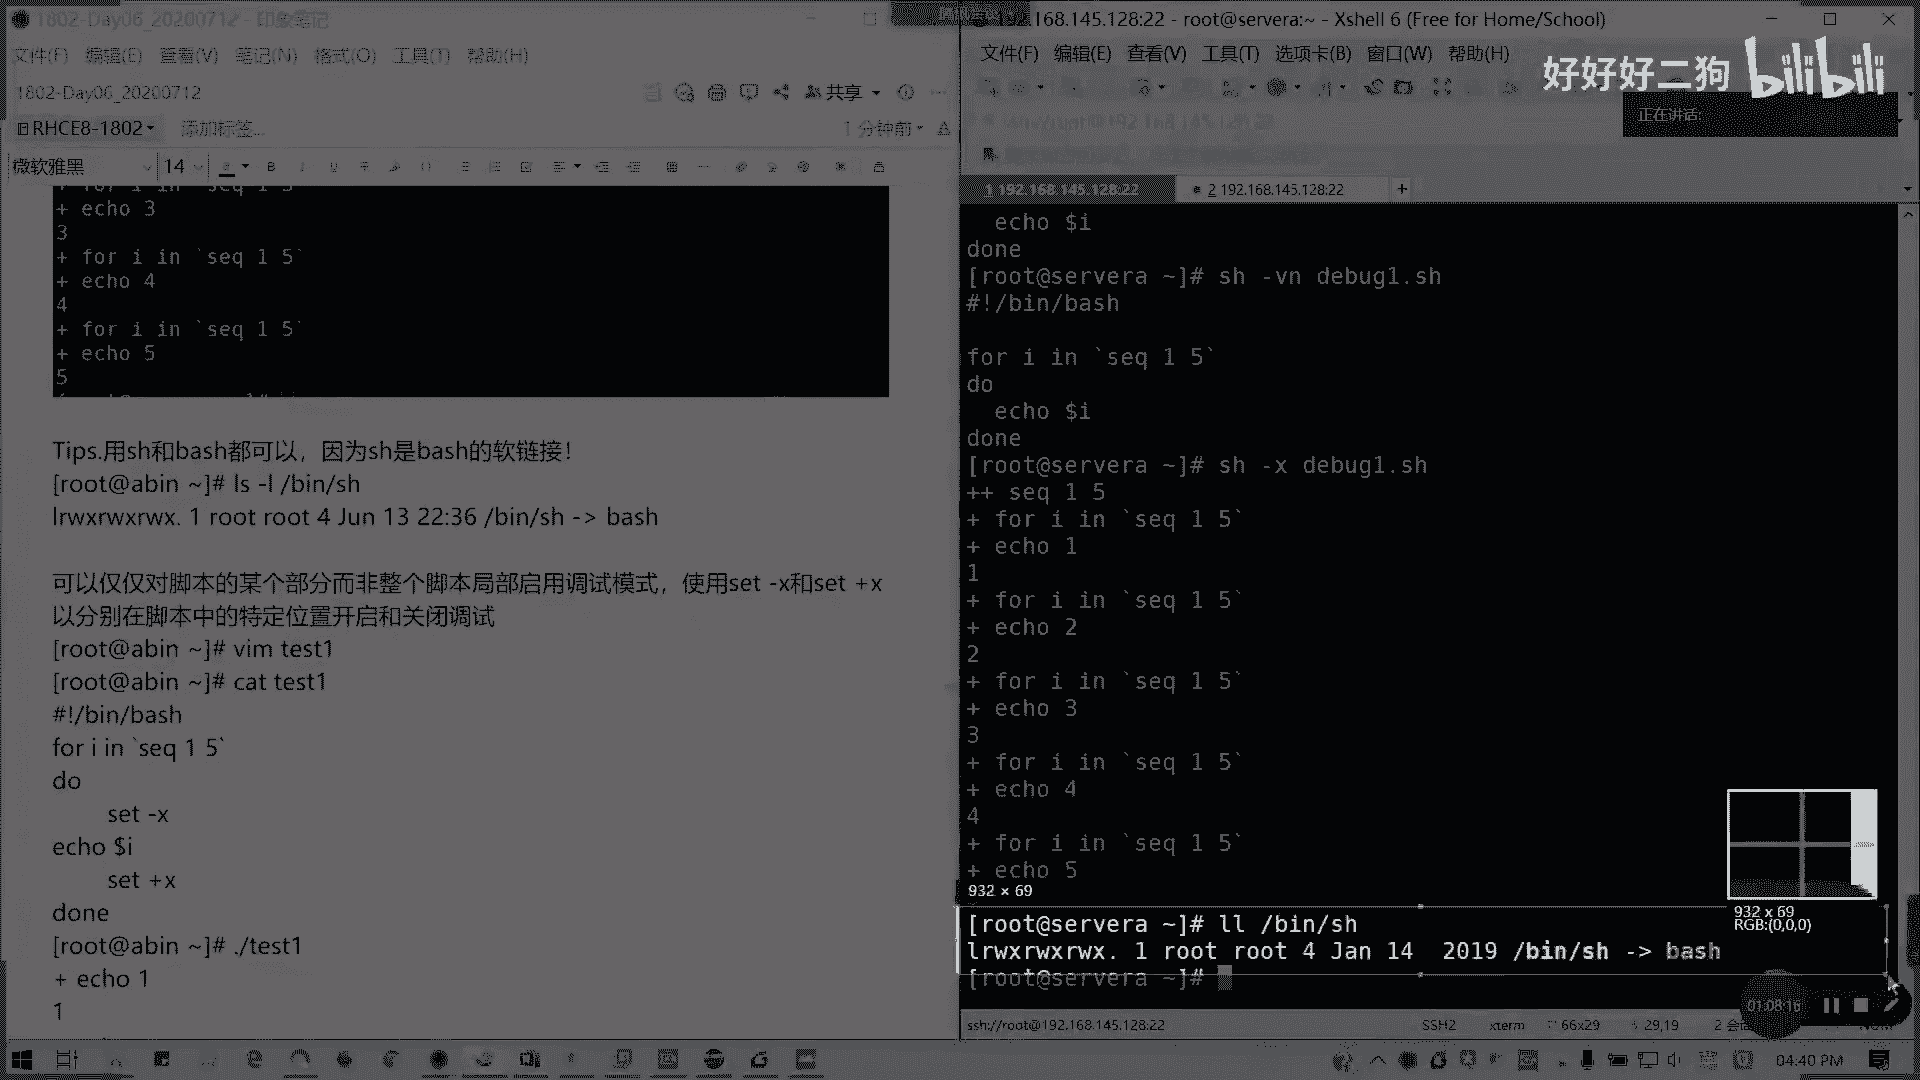 1802-Day06_20200712 - 印象笔记
文件(F) 编辑(E) 查看(V) 笔记(N) 格式(O) 工具(T) 帮助(H)
1802-Day06_20200712
共享
RHCE8-1802
添加标签...
1 分钟前
微软雅黑
14
+ for i in `seq 1 5`
+ echo 3
3
+ for i in `seq 1 5`
+ echo 4
4
+ for i in `seq 1 5`
+ echo 5
5
Tips.用sh和bash都可以，因为sh是bash的软链接！
[root@abin ~]# ls -l /bin/sh
lrwxrwxrwx. 1 root root 4 Jun 13 22:36 /bin/sh -> bash
可以仅仅对脚本的某个部分而非整个脚本局部启用调试模式，使用set -x和set +x
以分别在脚本中的特定位置开启和关闭调试
[root@abin ~]# vim test1
[root@abin ~]# cat test1
#!/bin/bash
for i in `seq 1 5`
do
set -x
echo $i
set +x
done
[root@abin ~]# ./test1
+ echo 1
1
192.168.145.128:22 - root@servera:~ - Xshell 6 (Free for Home/School)
文件(F) 编辑(E) 查看(V) 工具(T) 选项卡(B) 窗口(W) 帮助(H)
好好好二狗 bilibili
正在讲话:
1 192.168.145.128:22
2 192.168.145.128:22
echo $i
done
[root@servera ~]# sh -vn debug1.sh
#!/bin/bash
for i in `seq 1 5`
do
echo $i
done
[root@servera ~]# sh -x debug1.sh
++ seq 1 5
+ for i in `seq 1 5`
+ echo 1
1
+ for i in `seq 1 5`
+ echo 2
2
+ for i in `seq 1 5`
+ echo 3
3
+ for i in `seq 1 5`
+ echo 4
4
+ for i in `seq 1 5`
+ echo 5
932 × 69
[root@servera ~]# ll /bin/sh
lrwxrwxrwx. 1 root root 4 Jan 14  2019 /bin/sh -> bash
[root@servera ~]#
932 x 69
RGB:(0,0,0)
01:08:16
ssh://root@192.168.145.128:22
SSH2
xterm
66x29
29,19
04:40 PM